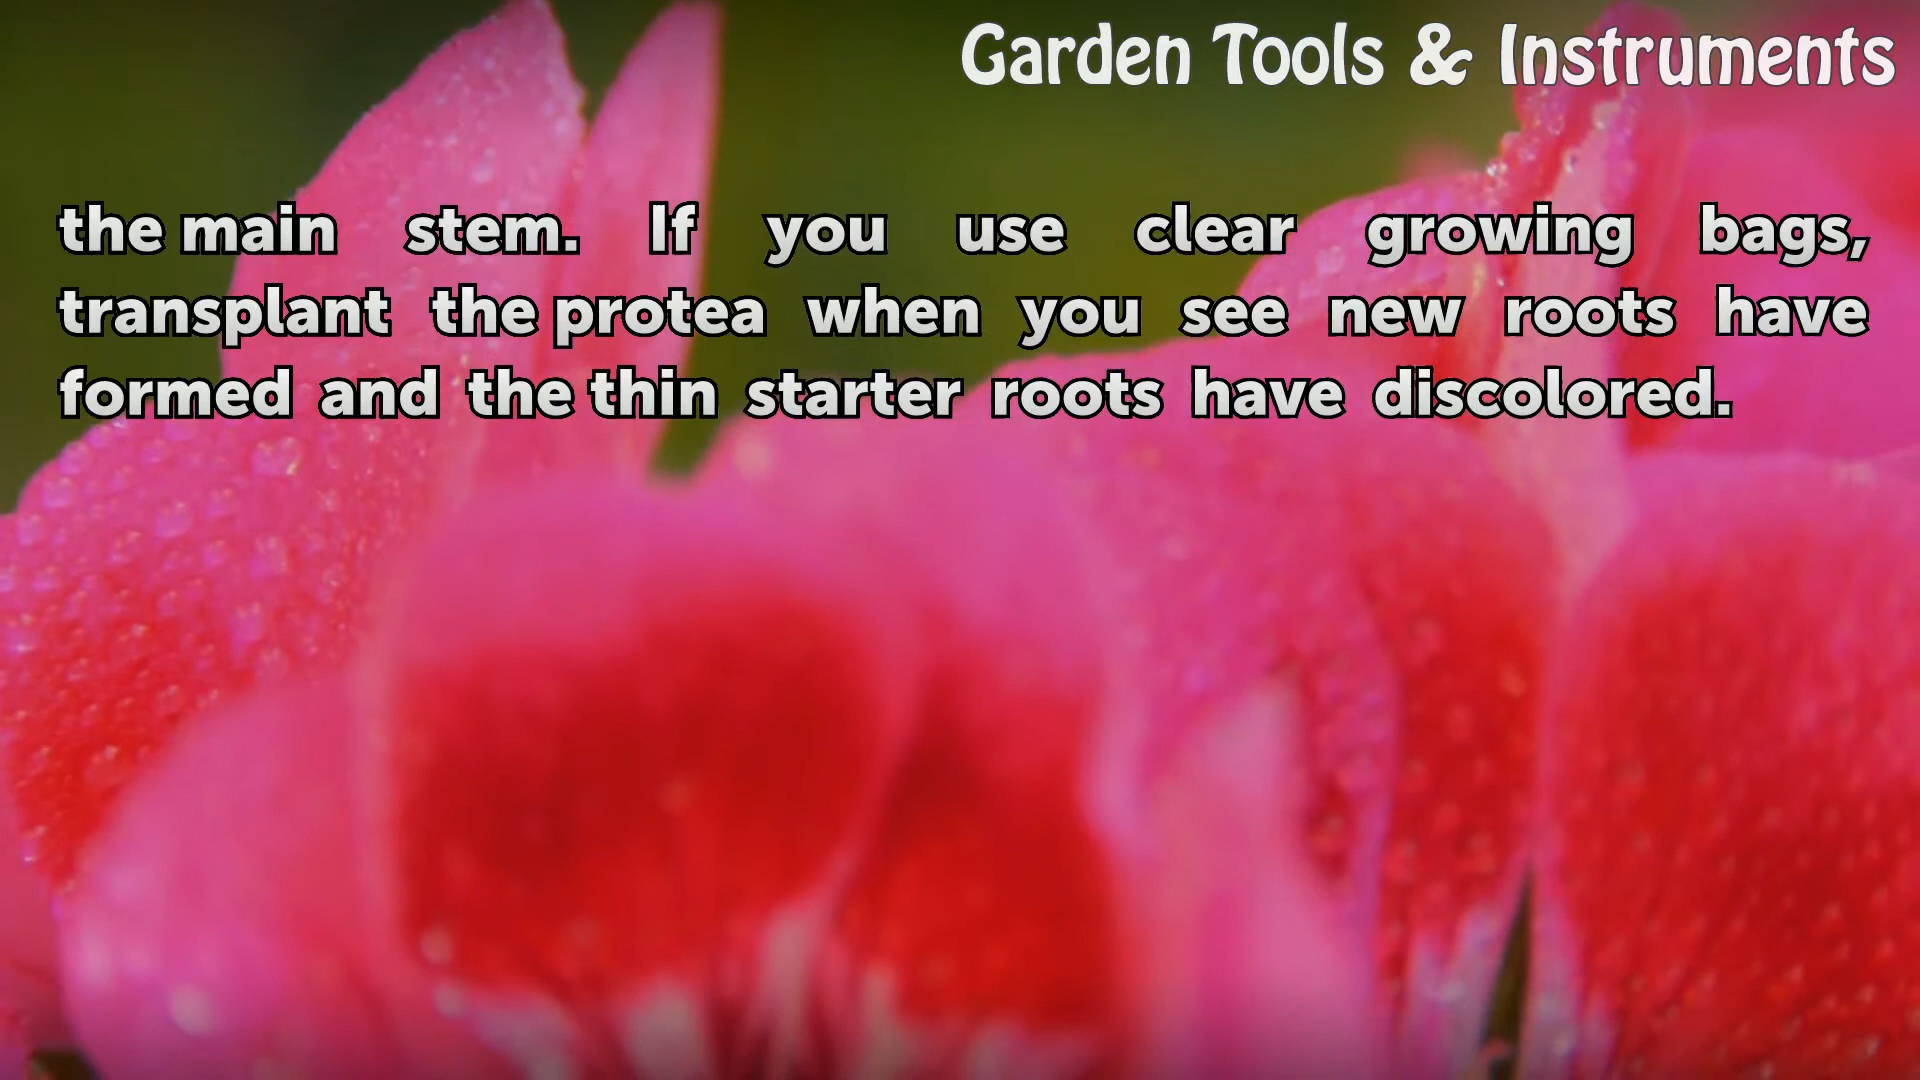 Garden Tools & Instruments
the main stem. If you use clear growing bags,
transplant the protea when you see new roots have
formed and the thin starter roots have discolored.